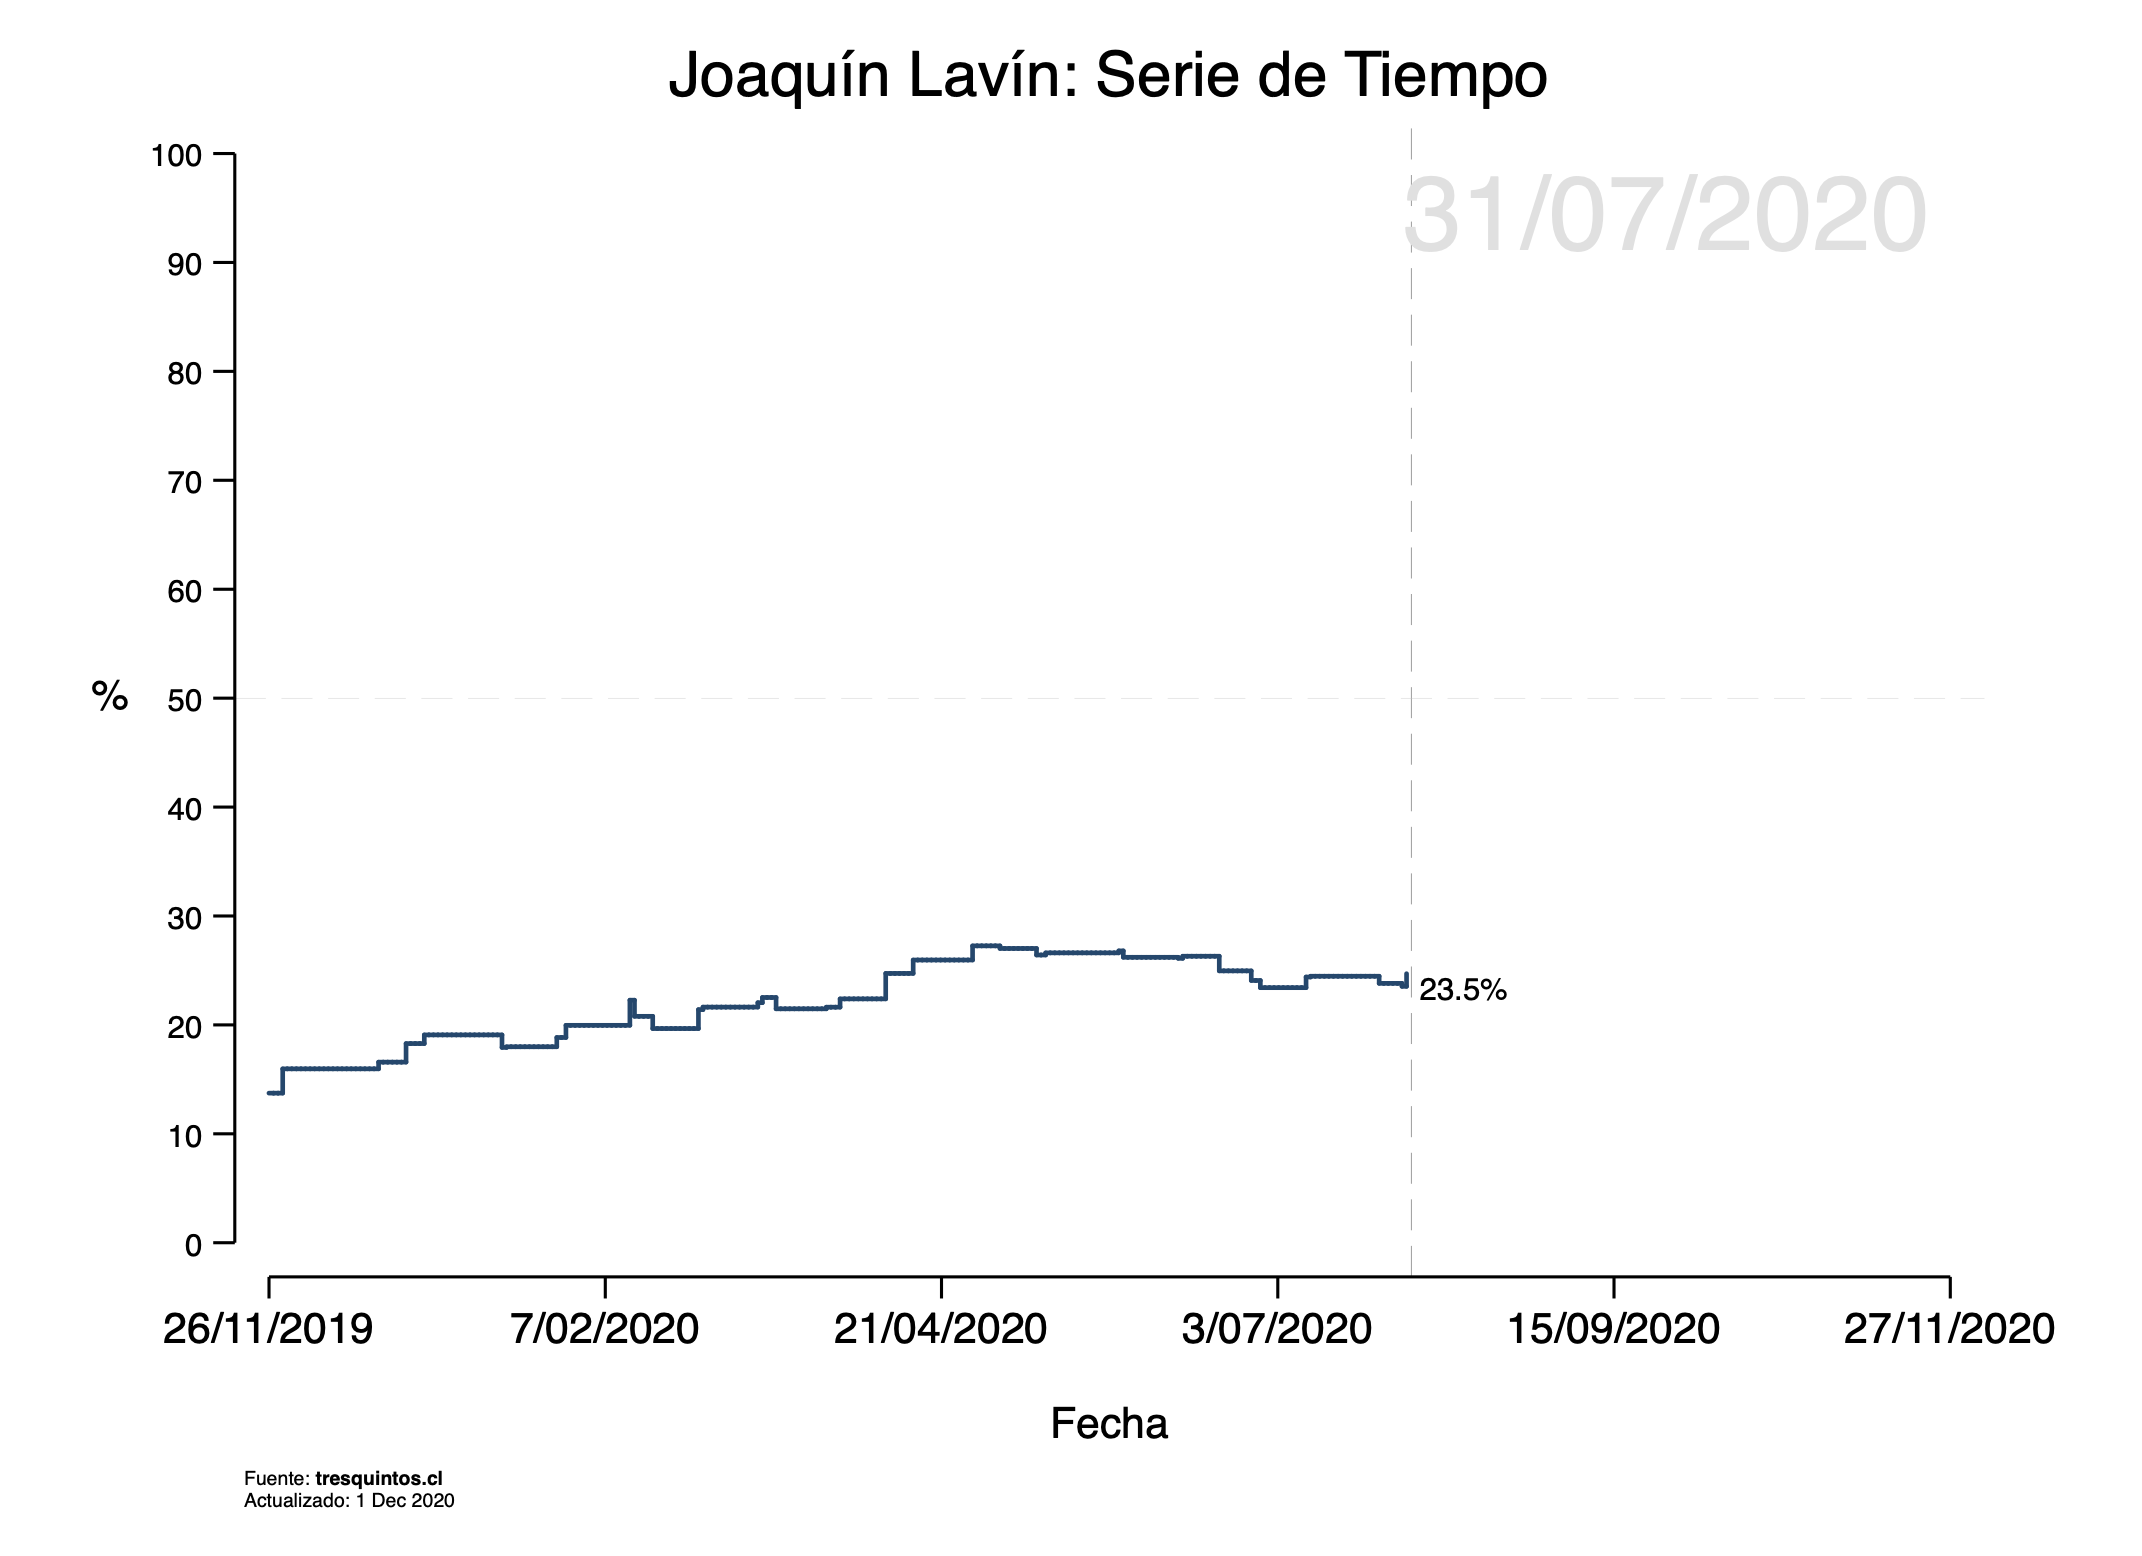 Joaquín Lavín: Serie de Tiempo
31/07/2020
100
90
80
70
60
50
40
30
20
10
0
%
23.5%
26/11/2019 7/02/2020 21/04/2020 3/07/2020 15/09/2020 27/11/2020
Fecha
Fuente: tresquintos.cl
Actualizado: 1 Dec 2020